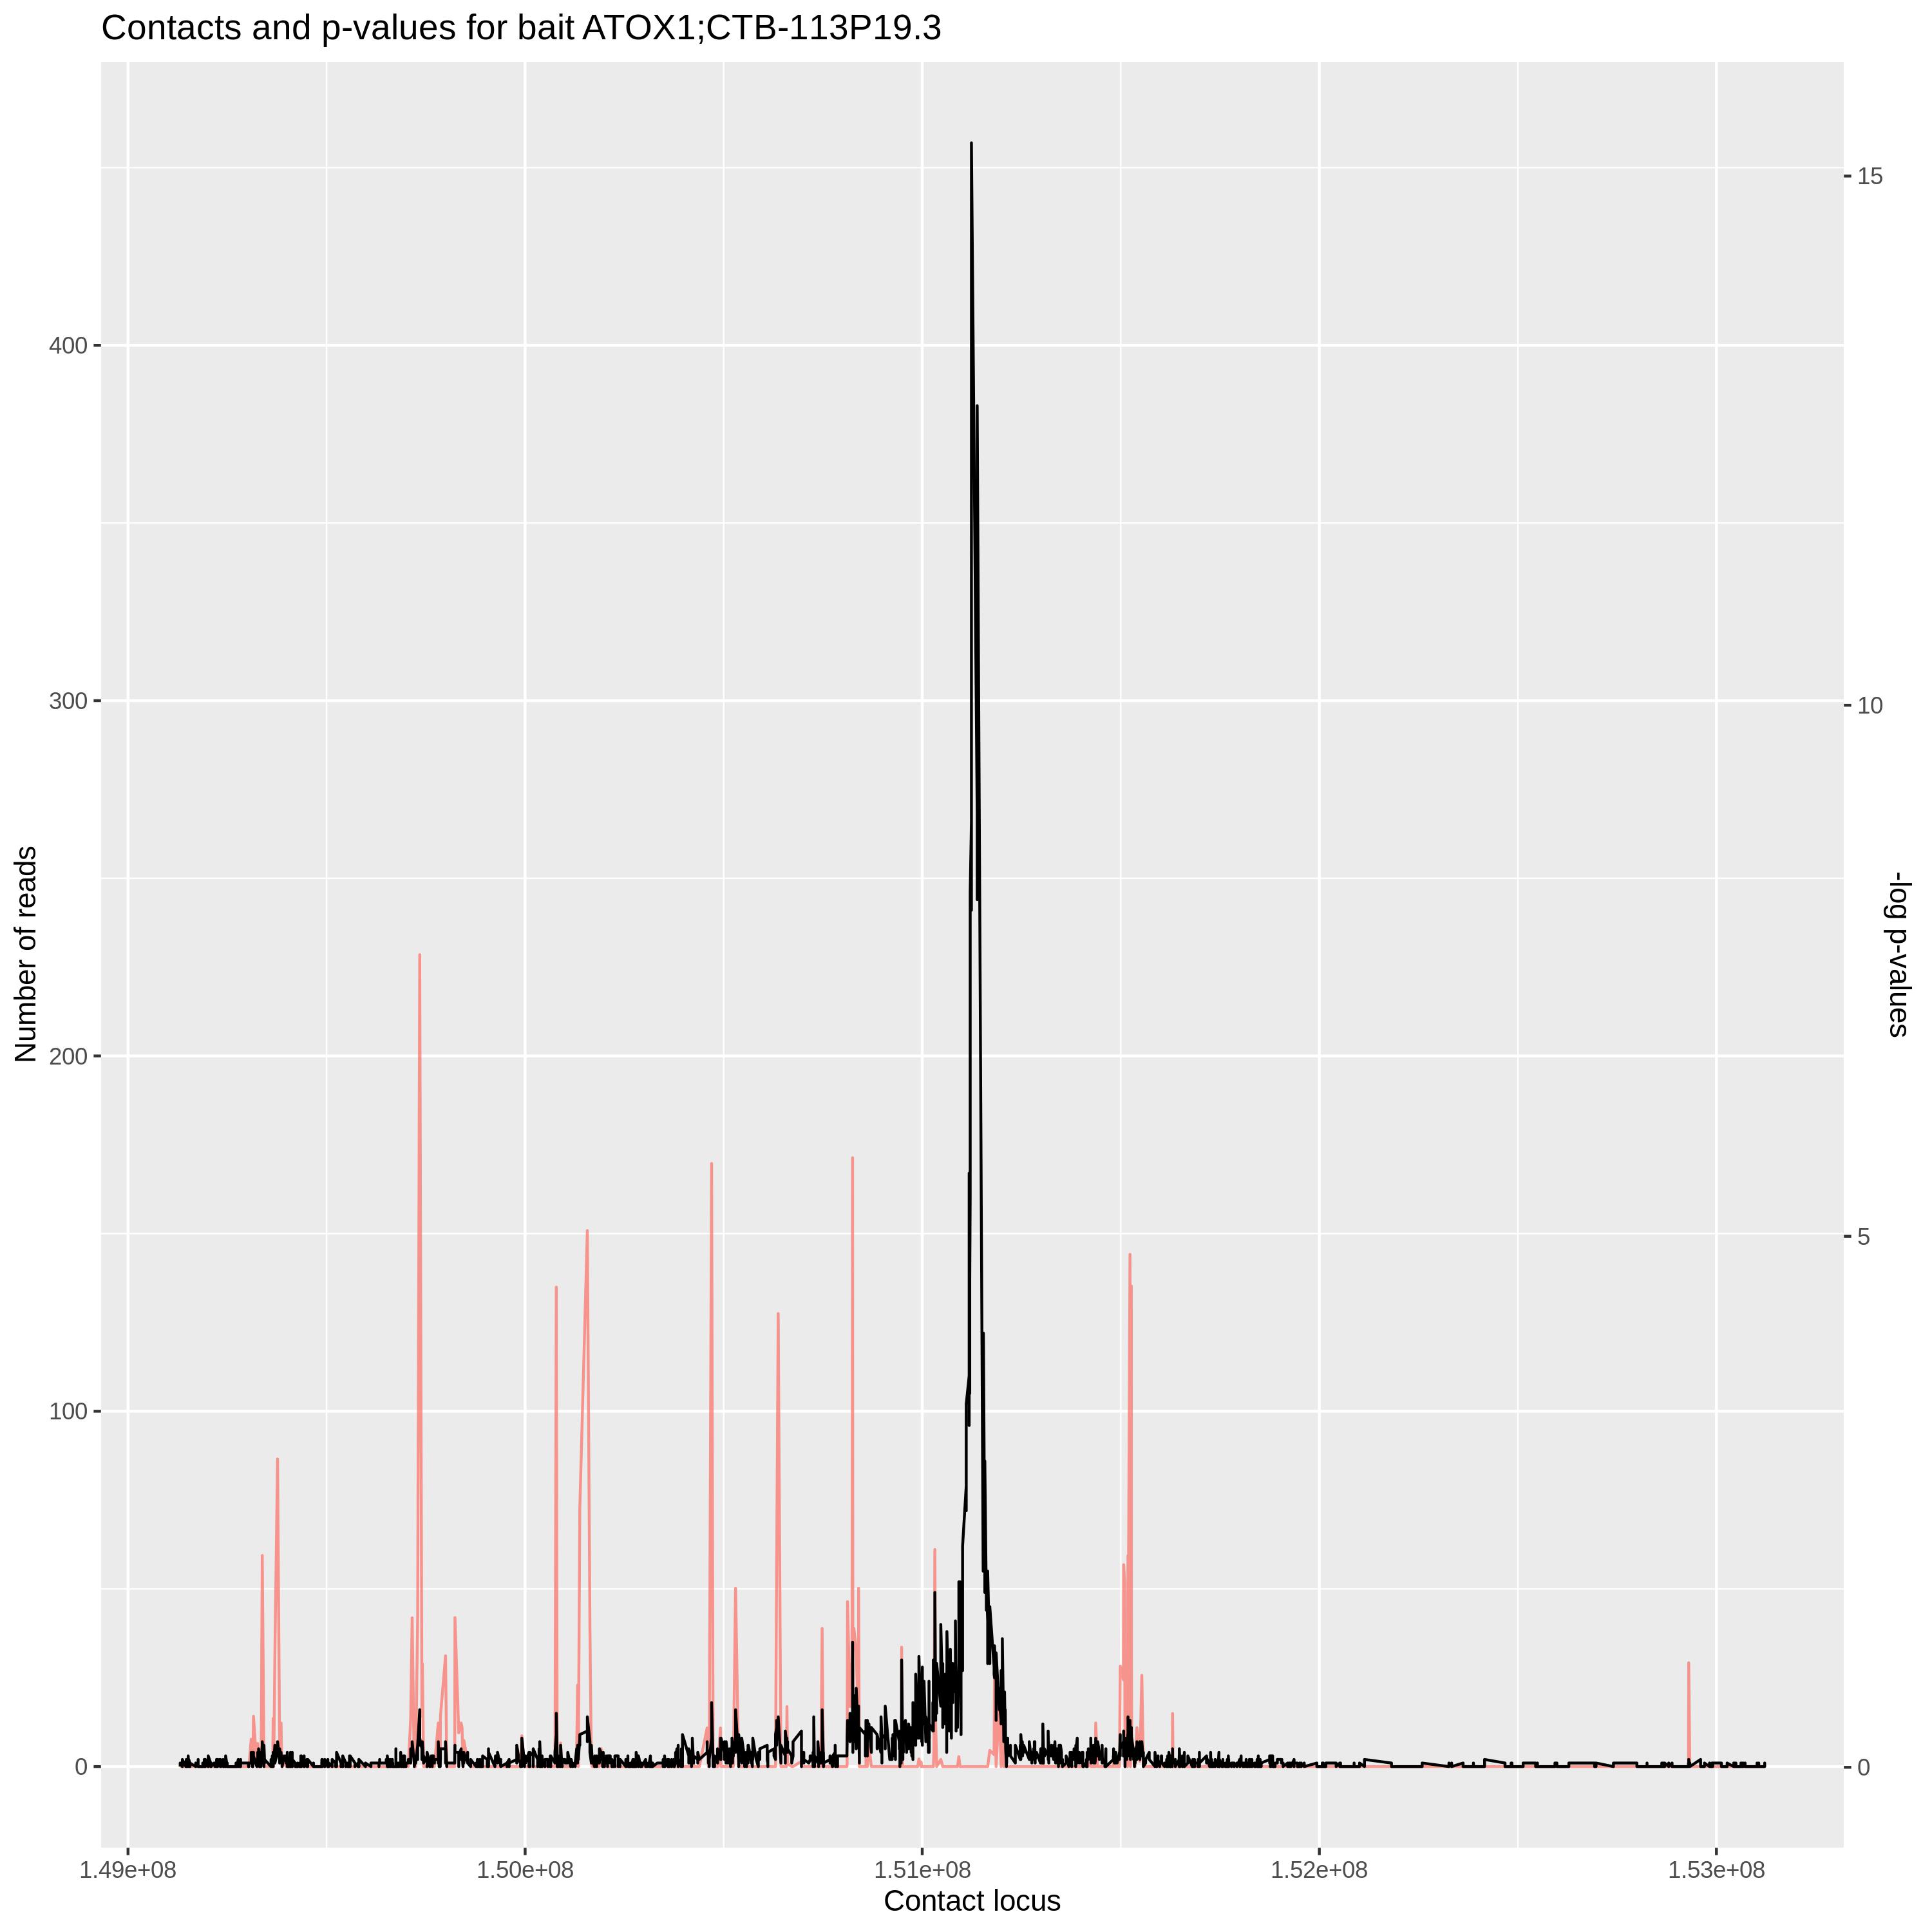 Contacts and p-values for bait ATOX1;CTB-113P19.3
400
300
200
100
0
Number of reads
15
10
5
0
-log p-values
1.49e+08
1.50e+08
1.51e+08
1.52e+08
1.53e+08
Contact locus